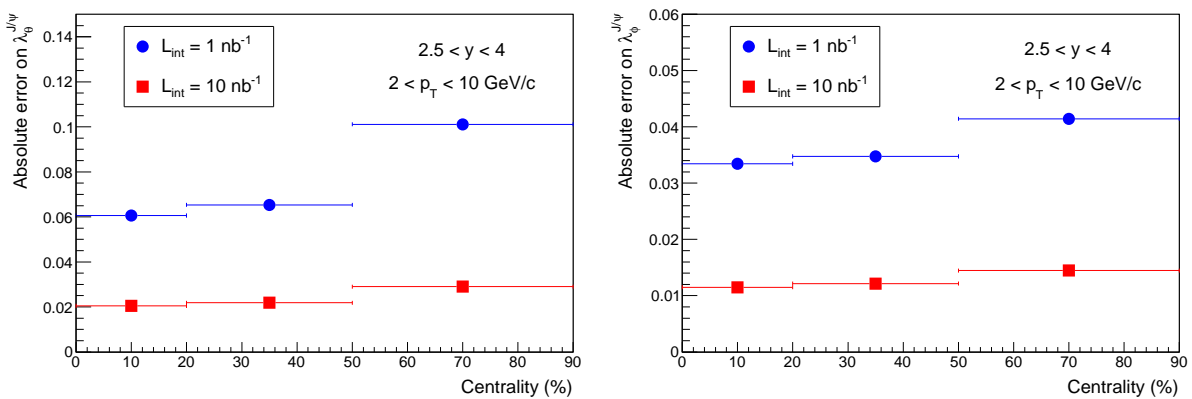 Absolute error on λ_θ^J/ψ
0.14
0.12
0.1
0.08
0.06
0.04
0.02
0
L_int = 1 nb⁻¹
L_int = 10 nb⁻¹
2.5 < y < 4
2 < p_T < 10 GeV/c
0 10 20 30 40 50 60 70 80 90
Centrality (%)
Absolute error on λ_ϕ^J/ψ
0.06
0.05
0.04
0.03
0.02
0.01
0
L_int = 1 nb⁻¹
L_int = 10 nb⁻¹
2.5 < y < 4
2 < p_T < 10 GeV/c
0 10 20 30 40 50 60 70 80 90
Centrality (%)